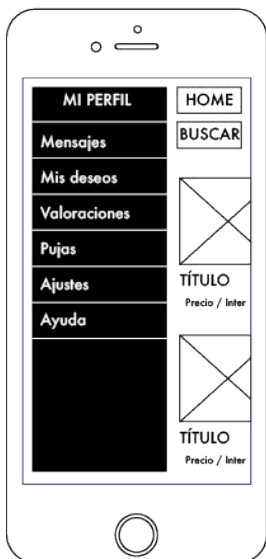 MI PERFIL
Mensajes
Mis deseos
Valoraciones
Pujas
Ajustes
Ayuda
HOME
BUSCAR
TÍTULO
Precio / Inter
TÍTULO
Precio / Inter